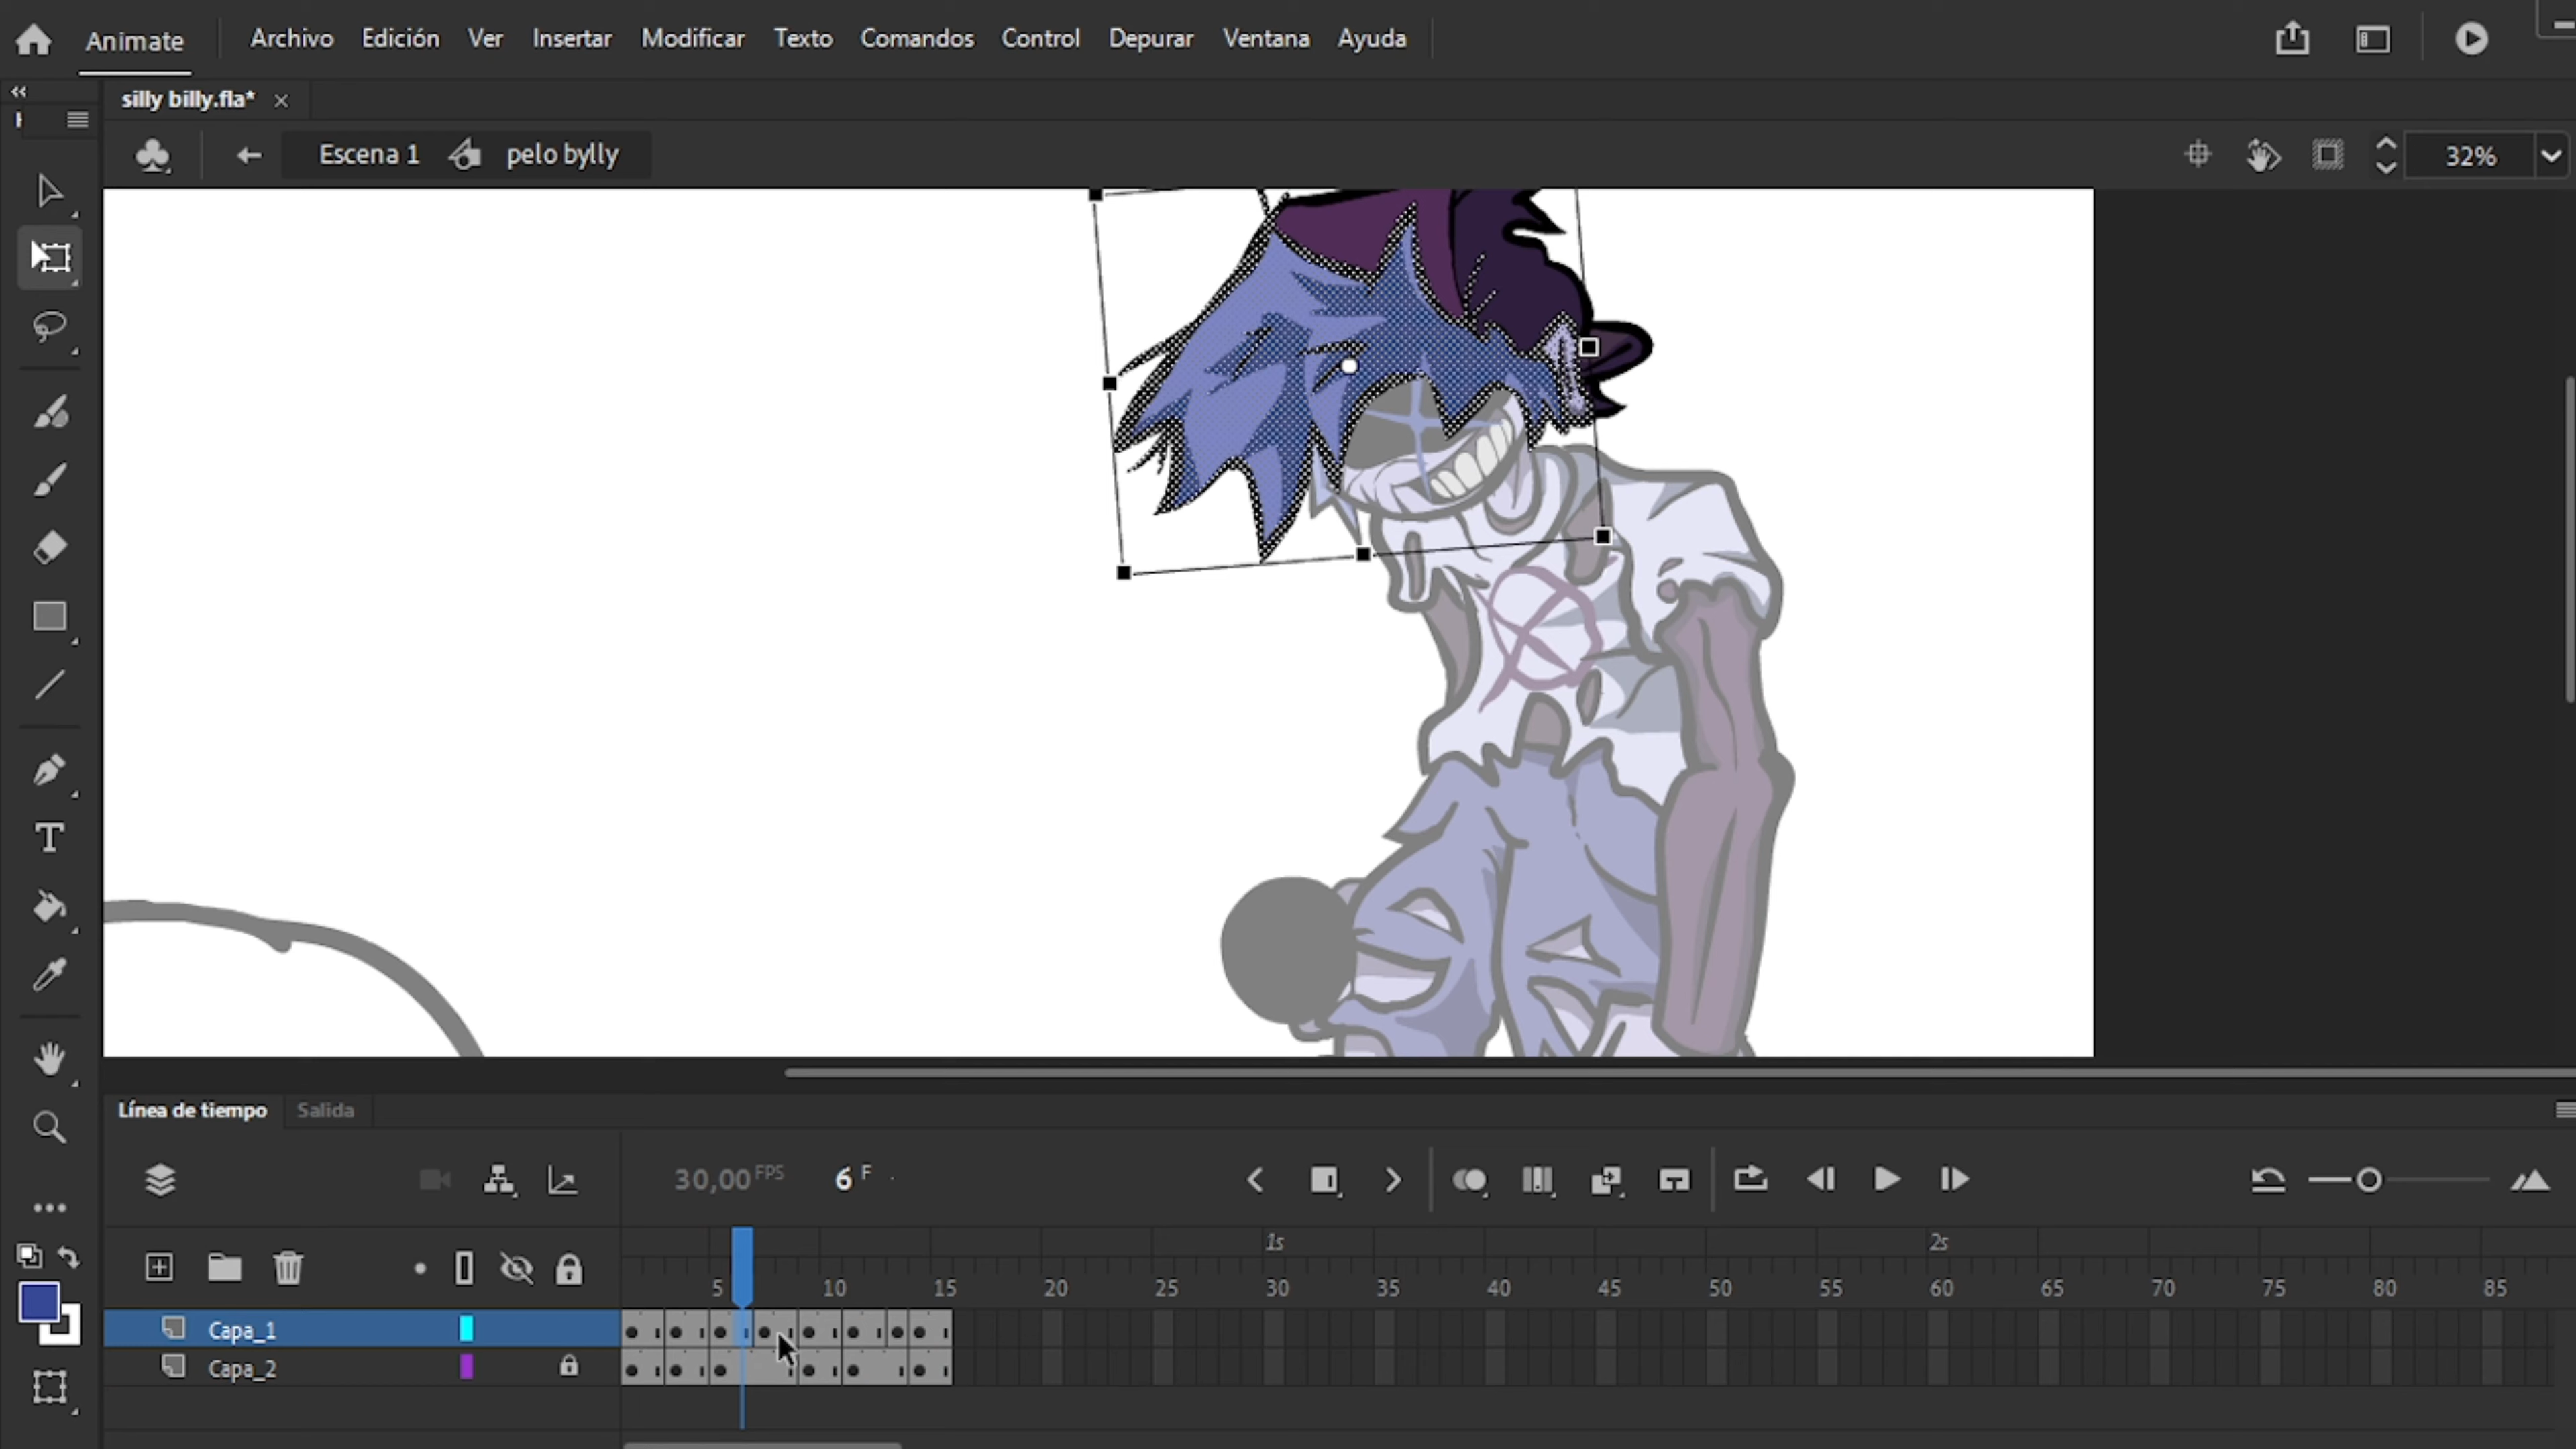 Animate Archivo Edición Ver Insertar Modificar Texto Comandos Control Depurar Ventana Ayuda
silly billy.fla*
Escena 1 pelo bylly 32%
Línea de tiempo Salida
30,00 FPS 6 F
1s 2s
5 10 15 20 25 30 35 40 45 50 55 60 65 70 75 80 85
Capa_1
Capa_2